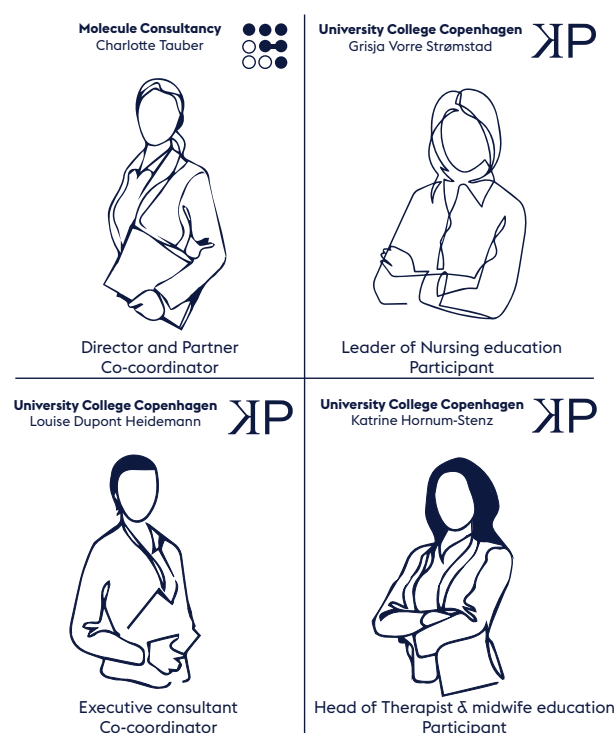 Molecule Consultancy
Charlotte Tauber
Director and Partner
Co-coordinator
University College Copenhagen
Grisja Vorre Strømstad
KP
Leader of Nursing education
Participant
University College Copenhagen
Louise Dupont Heidemann
KP
Executive consultant
Co-coordinator
University College Copenhagen
Katrine Hornum-Stenz
KP
Head of Therapist & midwife education
Participant